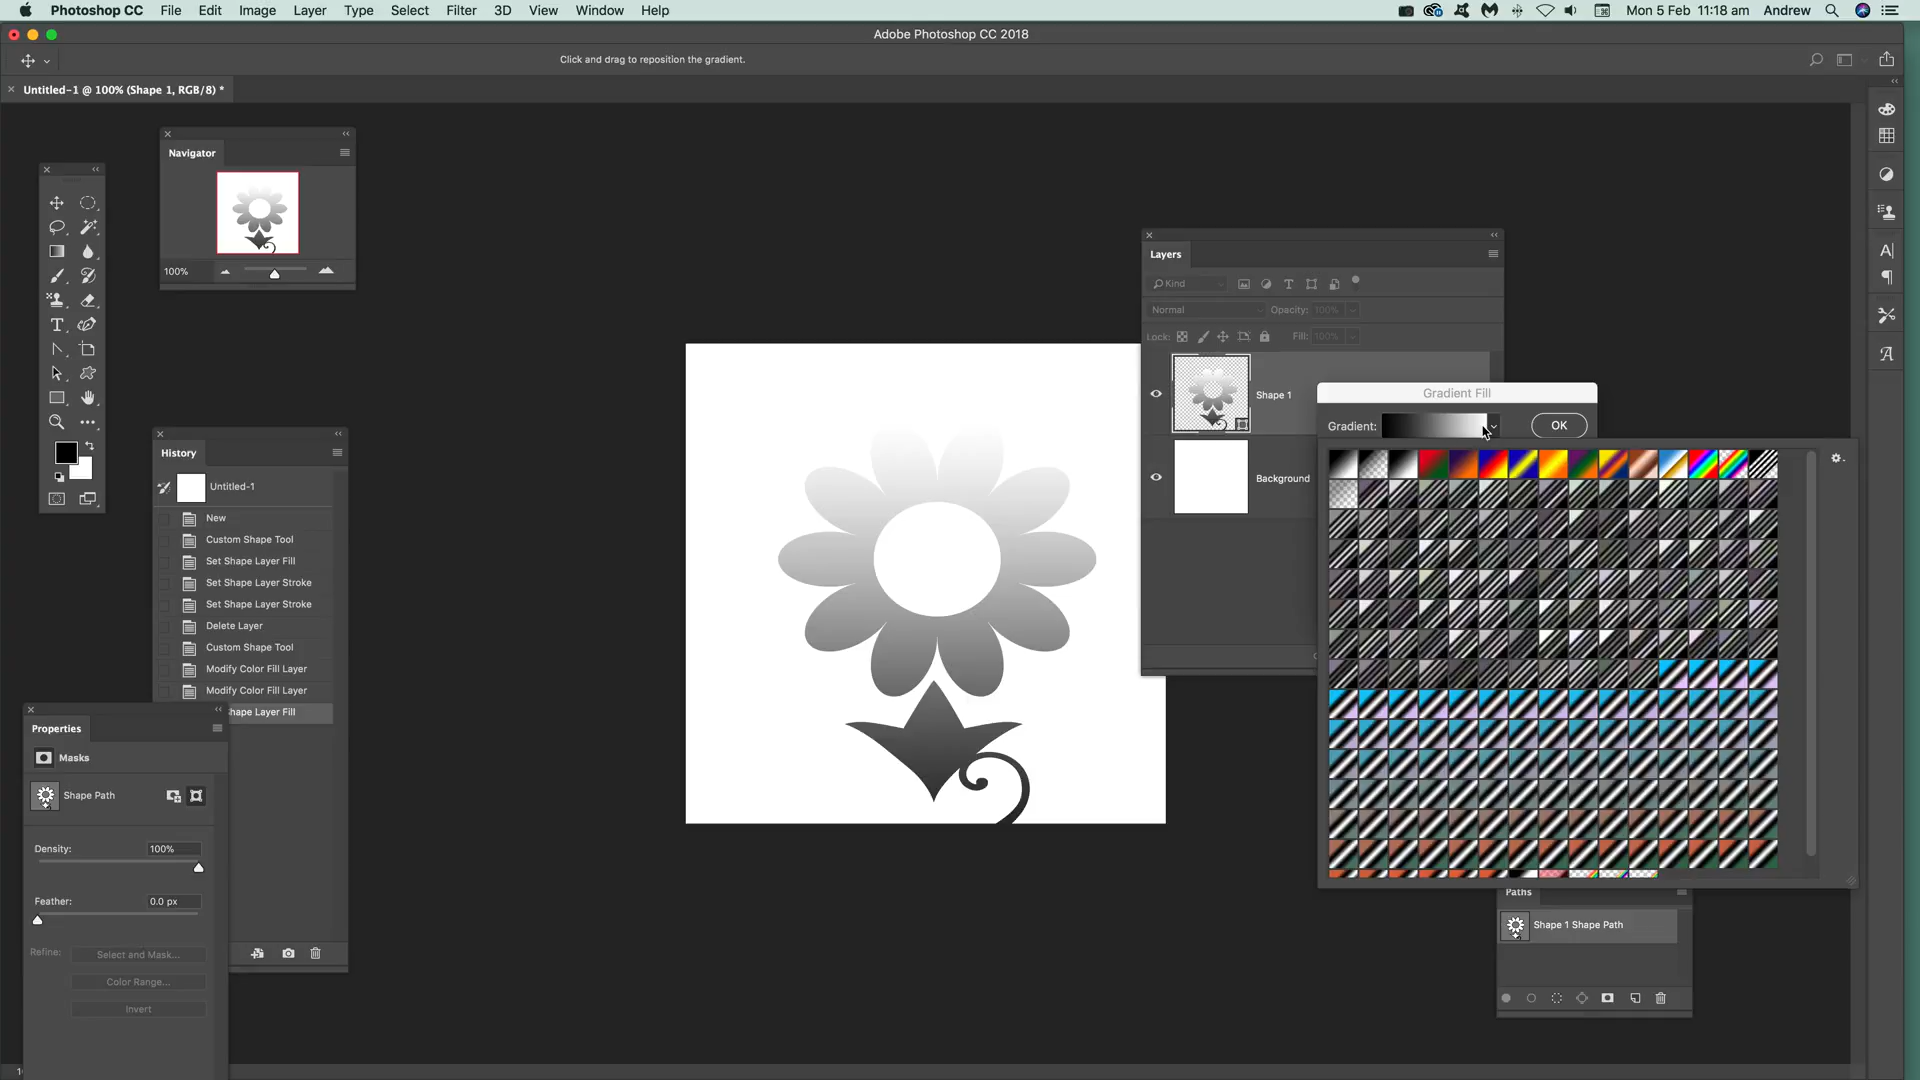 Photoshop CC File Edit Image Layer Type Select Filter 3D View Window Help Mon 5 Feb 11:18 am Andrew
Adobe Photoshop CC 2018
Click and drag to reposition the gradient.
Untitled-1 @ 100% (Shape 1, RGB/8) *
Navigator
100%
Layers
Kind
Normal Opacity: 100%
Lock: Fill: 100%
Shape 1
Background
Gradient Fill
Gradient: OK
History
Untitled-1
New
Custom Shape Tool
Set Shape Layer Fill
Set Shape Layer Stroke
Set Shape Layer Stroke
Delete Layer
Custom Shape Tool
Modify Color Fill Layer
Modify Color Fill Layer
Shape Layer Fill
Properties
Masks
Shape Path
Density: 100%
Feather: 0.0 px
Refine: Select and Mask...
Color Range...
Invert
Paths
Shape 1 Shape Path